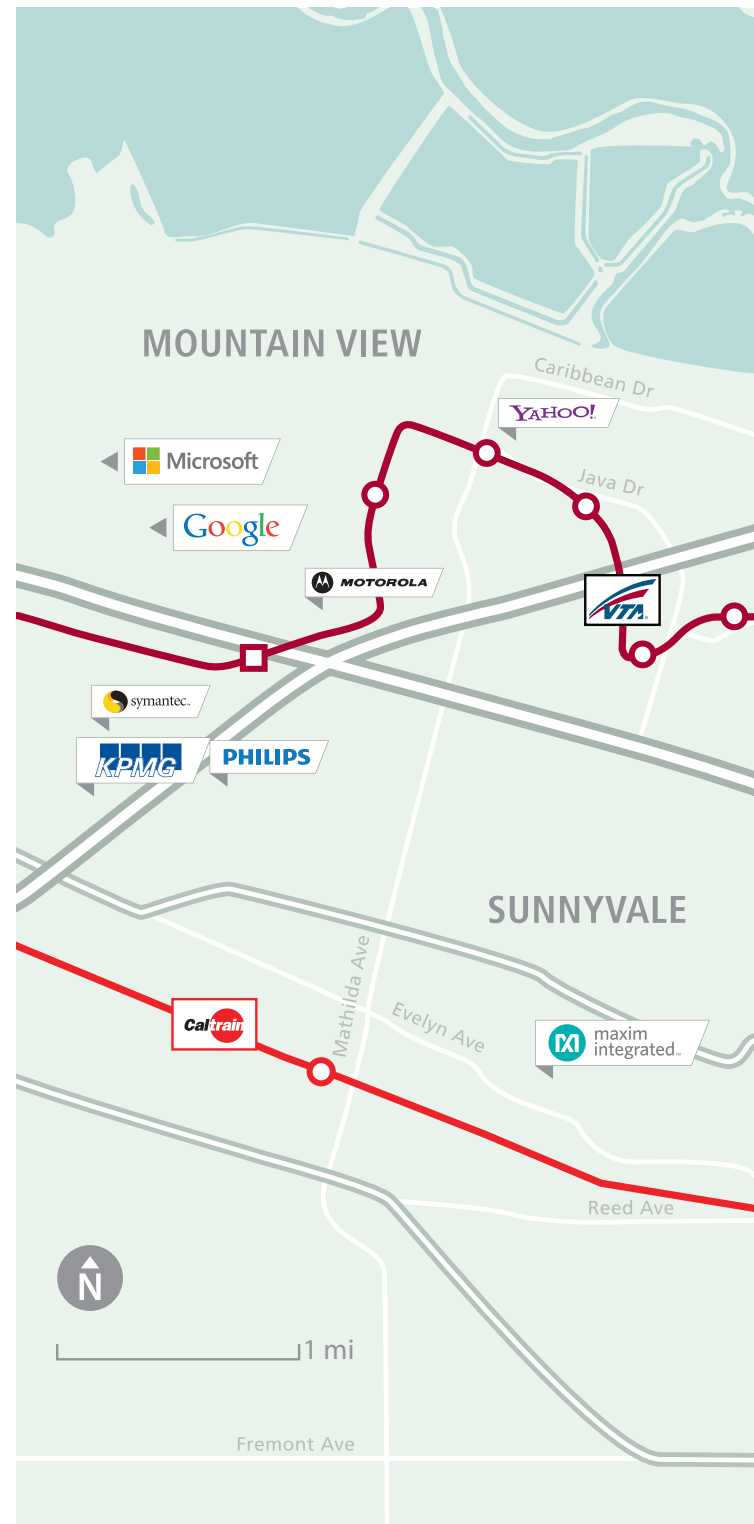 MOUNTAIN VIEW
Caribbean Dr
YAHOO!
Microsoft
Java Dr
Google
MOTOROLA
VTA
symantec.
KPMG
PHILIPS
SUNNYVALE
Mathilda Ave
Evelyn Ave
Caltrain
maxim
integrated™
Reed Ave
N
1 mi
Fremont Ave